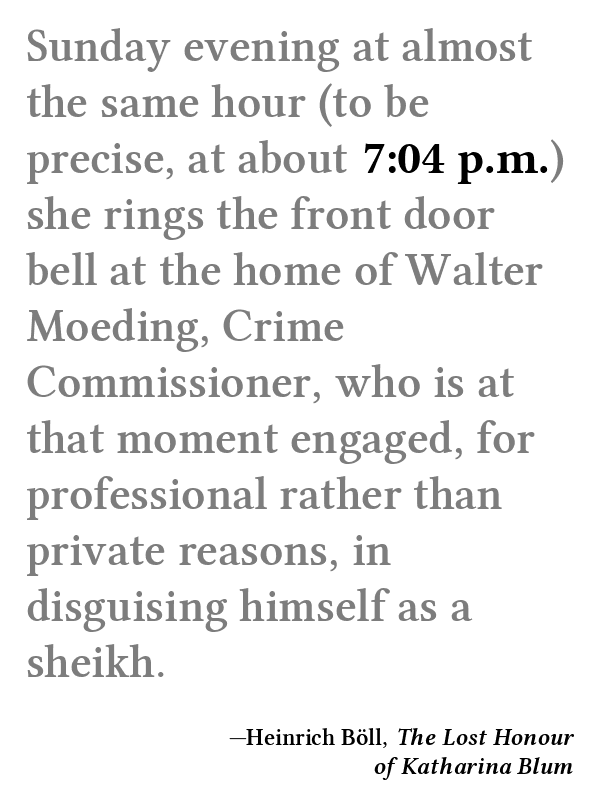 Sunday evening at almost
the same hour (to be
precise, at about 7:04 p.m.)
she rings the front door
bell at the home of Walter
Moeding, Crime
Commissioner, who is at
that moment engaged, for
professional rather than
private reasons, in
disguising himself as a
sheikh.
—Heinrich Böll, The Lost Honour
of Katharina Blum